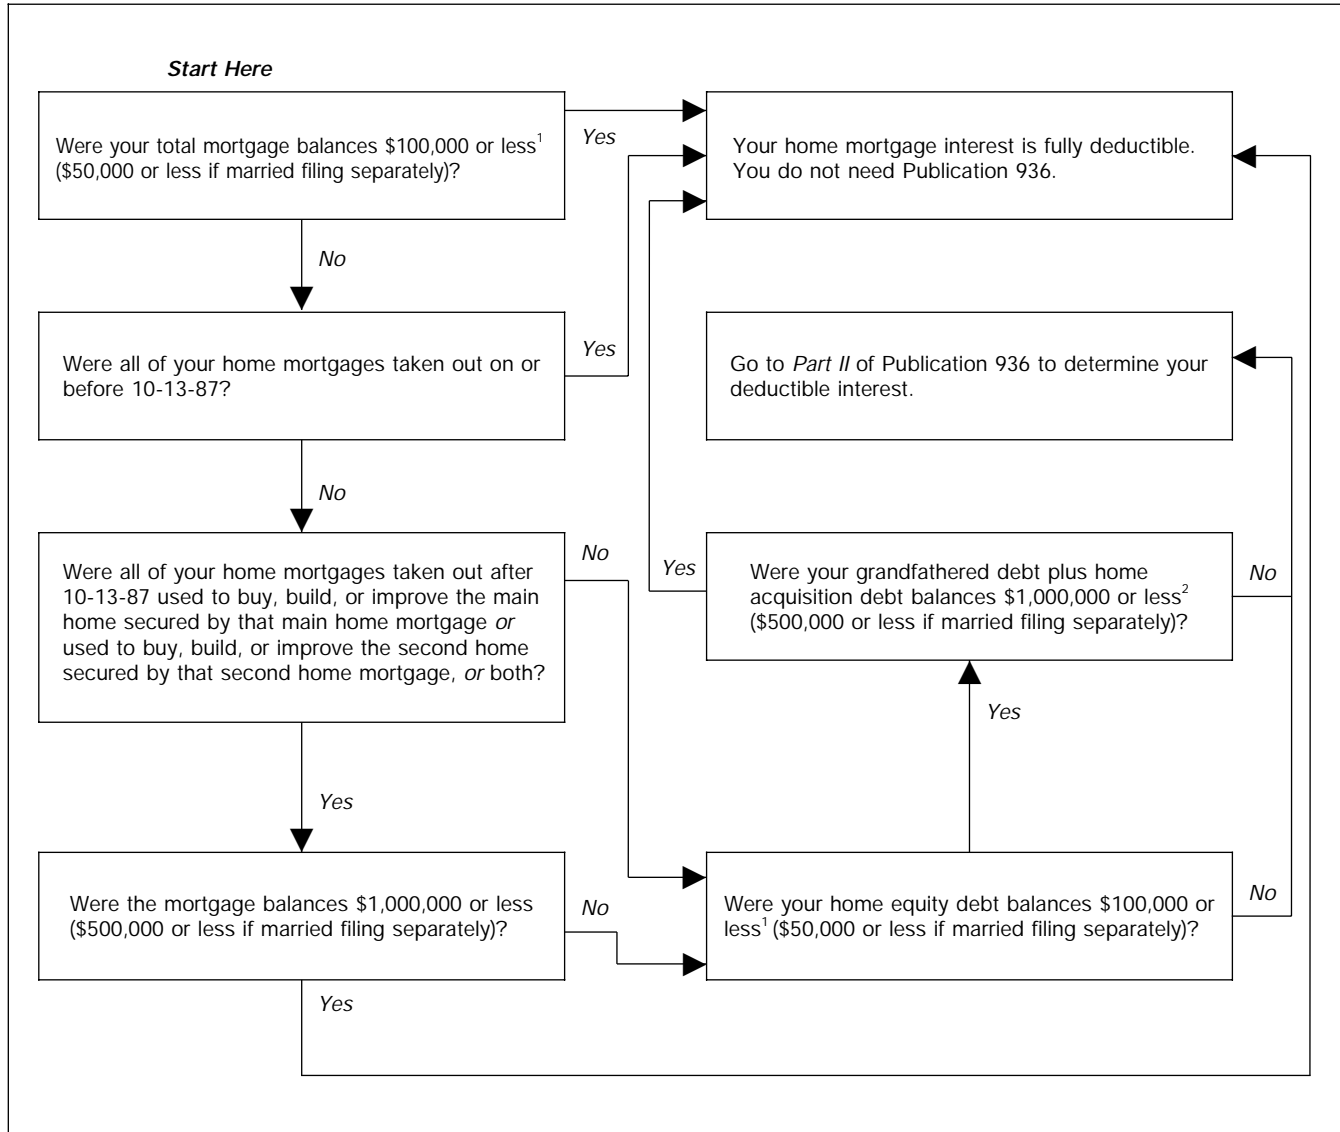 Start Here
Were your total mortgage balances $100,000 or less¹
($50,000 or less if married filing separately)?
Yes
Your home mortgage interest is fully deductible.
You do not need Publication 936.
No
Were all of your home mortgages taken out on or
before 10-13-87?
Yes
Go to Part II of Publication 936 to determine your
deductible interest.
No
Were all of your home mortgages taken out after
10-13-87 used to buy, build, or improve the main
home secured by that main home mortgage or
used to buy, build, or improve the second home
secured by that second home mortgage, or both?
No
Yes
Were your grandfathered debt plus home
acquisition debt balances $1,000,000 or less²
($500,000 or less if married filing separately)?
No
Yes
Yes
Were the mortgage balances $1,000,000 or less
($500,000 or less if married filing separately)?
No
Were your home equity debt balances $100,000 or
less¹ ($50,000 or less if married filing separately)?
No
Yes